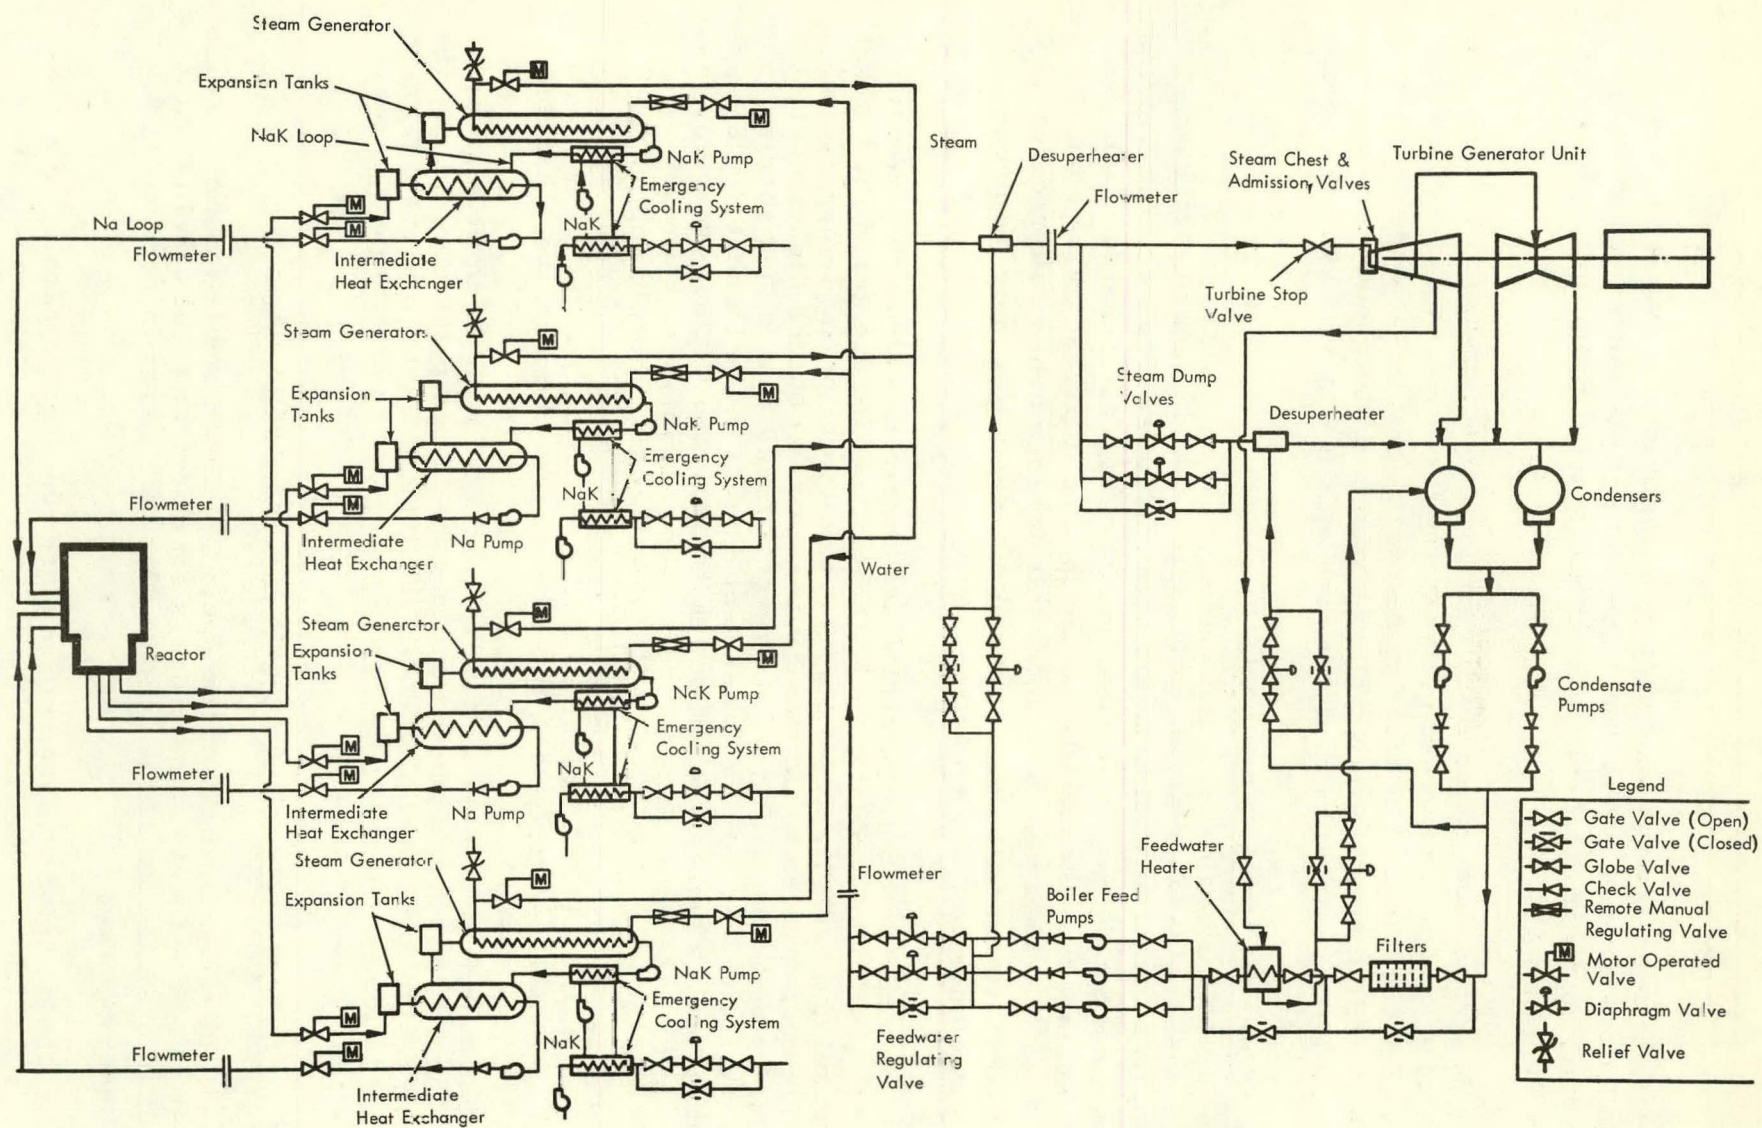 Steam Generator
Expansion Tanks
NaK Loop
M
M
NaK Pump
Emergency
Cooling System
NaK
M
M
Na Loop
Flowmeter
Intermediate
Heat Exchanger
Steam Generator
M
M
Expansion
Tanks
NaK Pump
Emergency
Cooling System
NaK
M
M
Flowmeter
Intermediate
Heat Exchanger
Na Pump
Reactor
Steam Generator
M
M
Expansion
Tanks
NaK Pump
Emergency
Cooling System
NaK
M
M
Flowmeter
Intermediate
Heat Exchanger
Na Pump
Steam Generator
M
M
Expansion Tanks
NaK Pump
Emergency
Cooling System
NaK
M
M
Flowmeter
Intermediate
Heat Exchanger
Steam
Water
Desuperheater
Flowmeter
Steam Chest &
Admission Valves
Turbine Generator Unit
Turbine Stop
Valve
Steam Dump
Valves
Desuperheater
Condensers
Condensate
Pumps
Flowmeter
Boiler Feed
Pumps
Feedwater
Heater
Filters
Feedwater
Regulating
Valve
Legend
Gate Valve (Open)
Gate Valve (Closed)
Globe Valve
Check Valve
Remote Manual
Regulating Valve
M
Motor Operated
Valve
Diaphragm Valve
Relief Valve